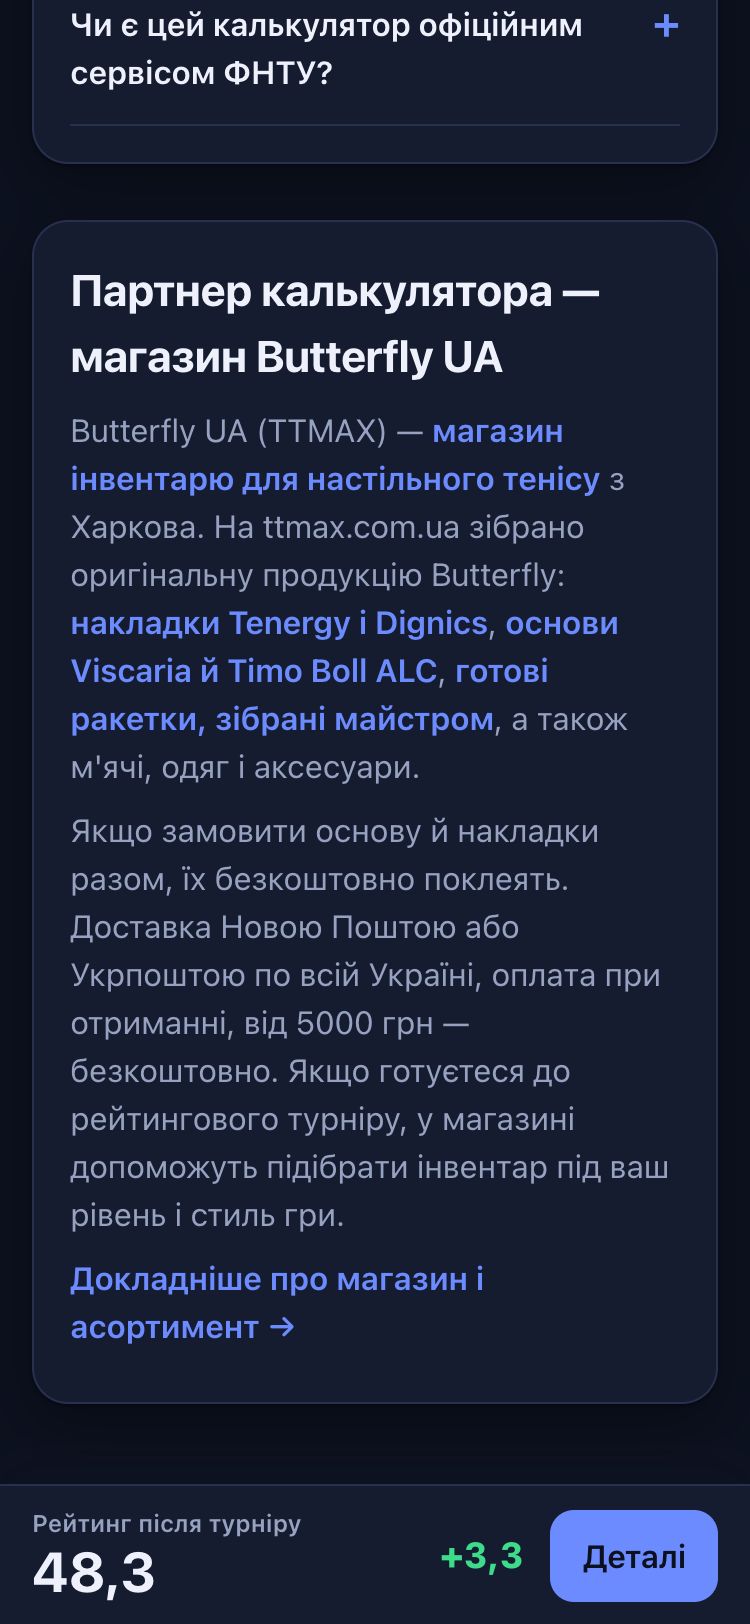 Чи є цей калькулятор офіційним
сервісом ФНТУ?
+
Партнер калькулятора —
магазин Butterfly UA
Butterfly UA (TTMAX) — магазин
інвентарю для настільного тенісу з
Харкова. На ttmax.com.ua зібрано
оригінальну продукцію Butterfly:
накладки Tenergy і Dignics, основи
Viscaria й Timo Boll ALC, готові
ракетки, зібрані майстром, а також
м'ячі, одяг і аксесуари.
Якщо замовити основу й накладки
разом, їх безкоштовно поклеять.
Доставка Новою Поштою або
Укрпоштою по всій Україні, оплата при
отриманні, від 5000 грн —
безкоштовно. Якщо готуєтеся до
рейтингового турніру, у магазині
допоможуть підібрати інвентар під ваш
рівень і стиль гри.
Докладніше про магазин і
асортимент →
Рейтинг після турніру
48,3
+3,3
Деталі